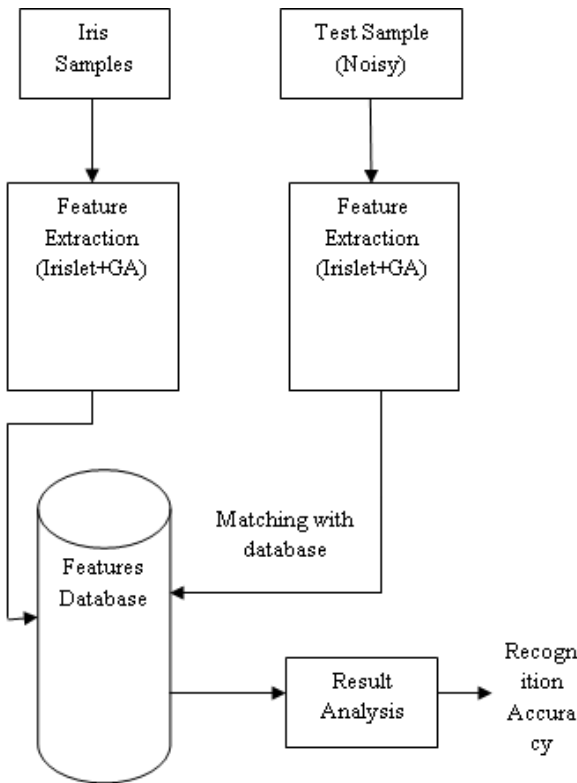 Iris
Samples
Test Sample
(Noisy)
Feature
Extraction
(Irislet+GA)
Feature
Extraction
(Irislet+GA)
Matching with
database
Features
Database
Result
Analysis
Recogn
ition
Accura
cy